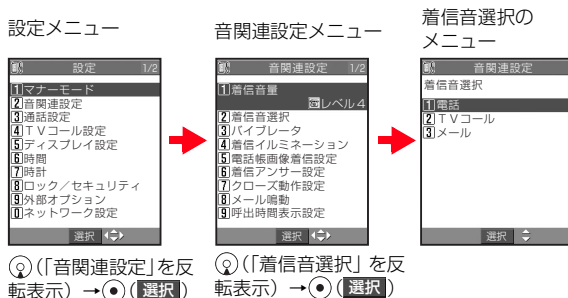 設定メニュー
設定 1/2
1マナーモード
2音関連設定
3通話設定
4TVコール設定
5ディスプレイ設定
6時間
7時計
8ロック/セキュリティ
9外部オプション
0ネットワーク設定
選択
(「音関連設定」を反
転表示)→(選択)
音関連設定メニュー
音関連設定 1/2
1着信音量
レベル4
2着信音選択
3バイブレータ
4着信イルミネーション
5電話帳画像着信設定
6着信アンサー設定
7クローズ動作設定
8メール鳴動
9呼出時間表示設定
選択
(「着信音選択」を反
転表示)→(選択)
着信音選択の
メニュー
音関連設定
着信音選択
1電話
2TVコール
3メール
選択